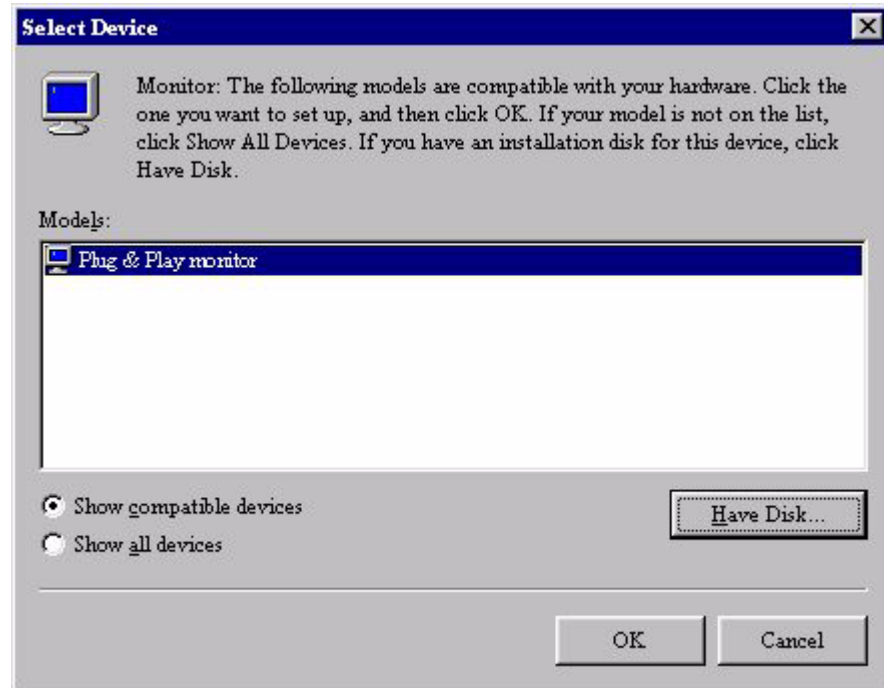 Select Device
Monitor: The following models are compatible with your hardware. Click the
one you want to set up, and then click OK. If your model is not on the list,
click Show All Devices. If you have an installation disk for this device, click
Have Disk.
Models:
Plug & Play monitor
Show compatible devices
Have Disk...
Show all devices
OK
Cancel